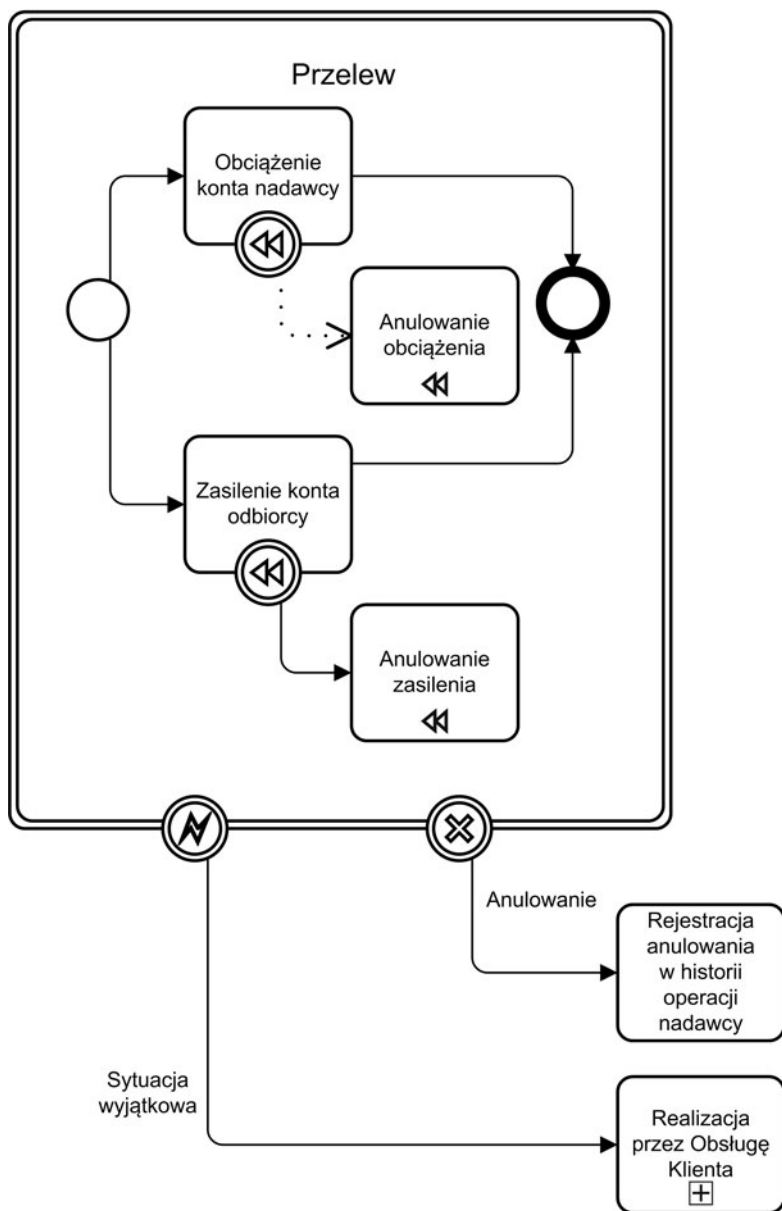 Przelew
Obciążenie
konta nadawcy
Anulowanie
obciążenia
Zasilenie konta
odbiorcy
Anulowanie
zasilenia
Anulowanie
Rejestracja
anulowania
w historii
operacji
nadawcy
Sytuacja
wyjątkowa
Realizacja
przez Obsługę
Klienta